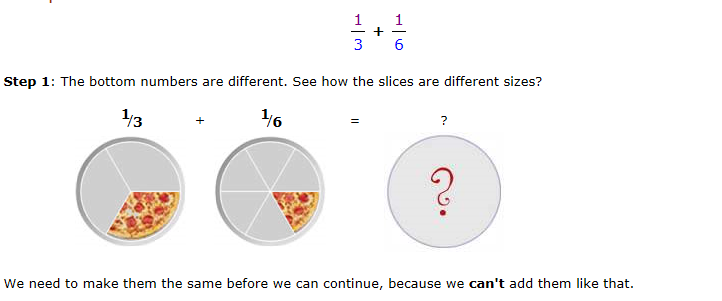 1/3 + 1/6
Step 1: The bottom numbers are different. See how the slices are different sizes?
1/3 + 1/6 = ?
?
We need to make them the same before we can continue, because we can't add them like that.